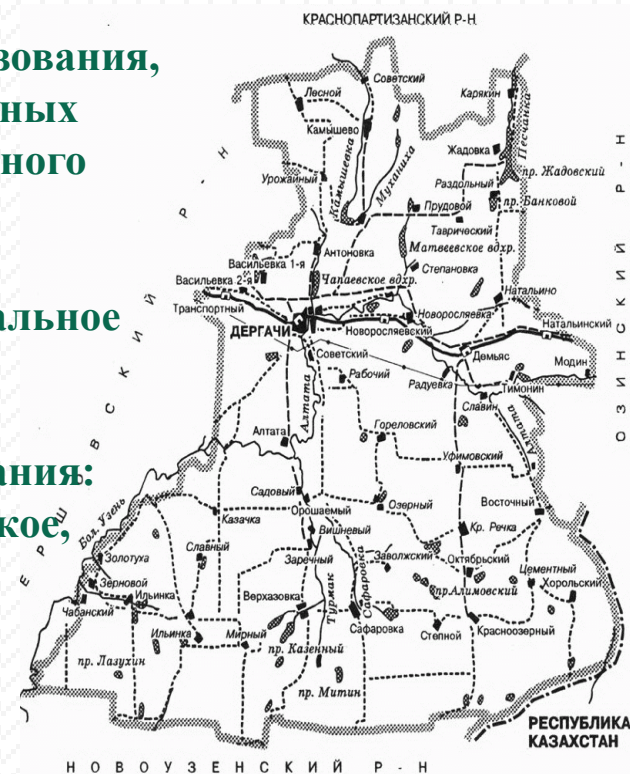 зования,
ных
ного
альное
ания:
кое,
КРАСНОПАРТИЗАНСКИЙ Р-Н
Советский
Лесной
Карякин
Камышево
Песчанка
Жадовка
пр. Жадовский
Урожайный
Камышевка
Муханиха
Раздольный
пр. Банковой
Прудовой
Таврический
Антоновка
Матвеевское вдхр.
Васильевка 1-я
Степановка
Васильевка 2-я
Чапаевское вдхр.
Натальино
Транспортный
Новоросляевка
ДЕРГАЧИ
Новоросляевский
Натальинский
Советский
Демьяс
Модин
Рабочий
Радуевка
Тимонин
Славин
Алтата
Алтата
Алтата
Гореловский
Уфимовский
Садовый
Орошаемый
Озерный
Восточный
Бол. Узень
Казачка
Вишневый
Кр. Речка
Золотуха
Славный
Заречный
Заволжский
Октябрьский
Цементный
Зерновой
Хорольский
Ильинка
Верхазовка
Турмак
Сафаровка
пр. Алимовский
Чабанский
Сафаровка
Ильинка
Мирный
Степной
Красноозерный
пр. Казенный
пр. Лазухин
пр. Митин
РЕСПУБЛИКА
КАЗАХСТАН
НОВОУЗЕНСКИЙ Р-Н
ЕРШОВСКИЙ Р-Н
ОЗИНСКИЙ Р-Н